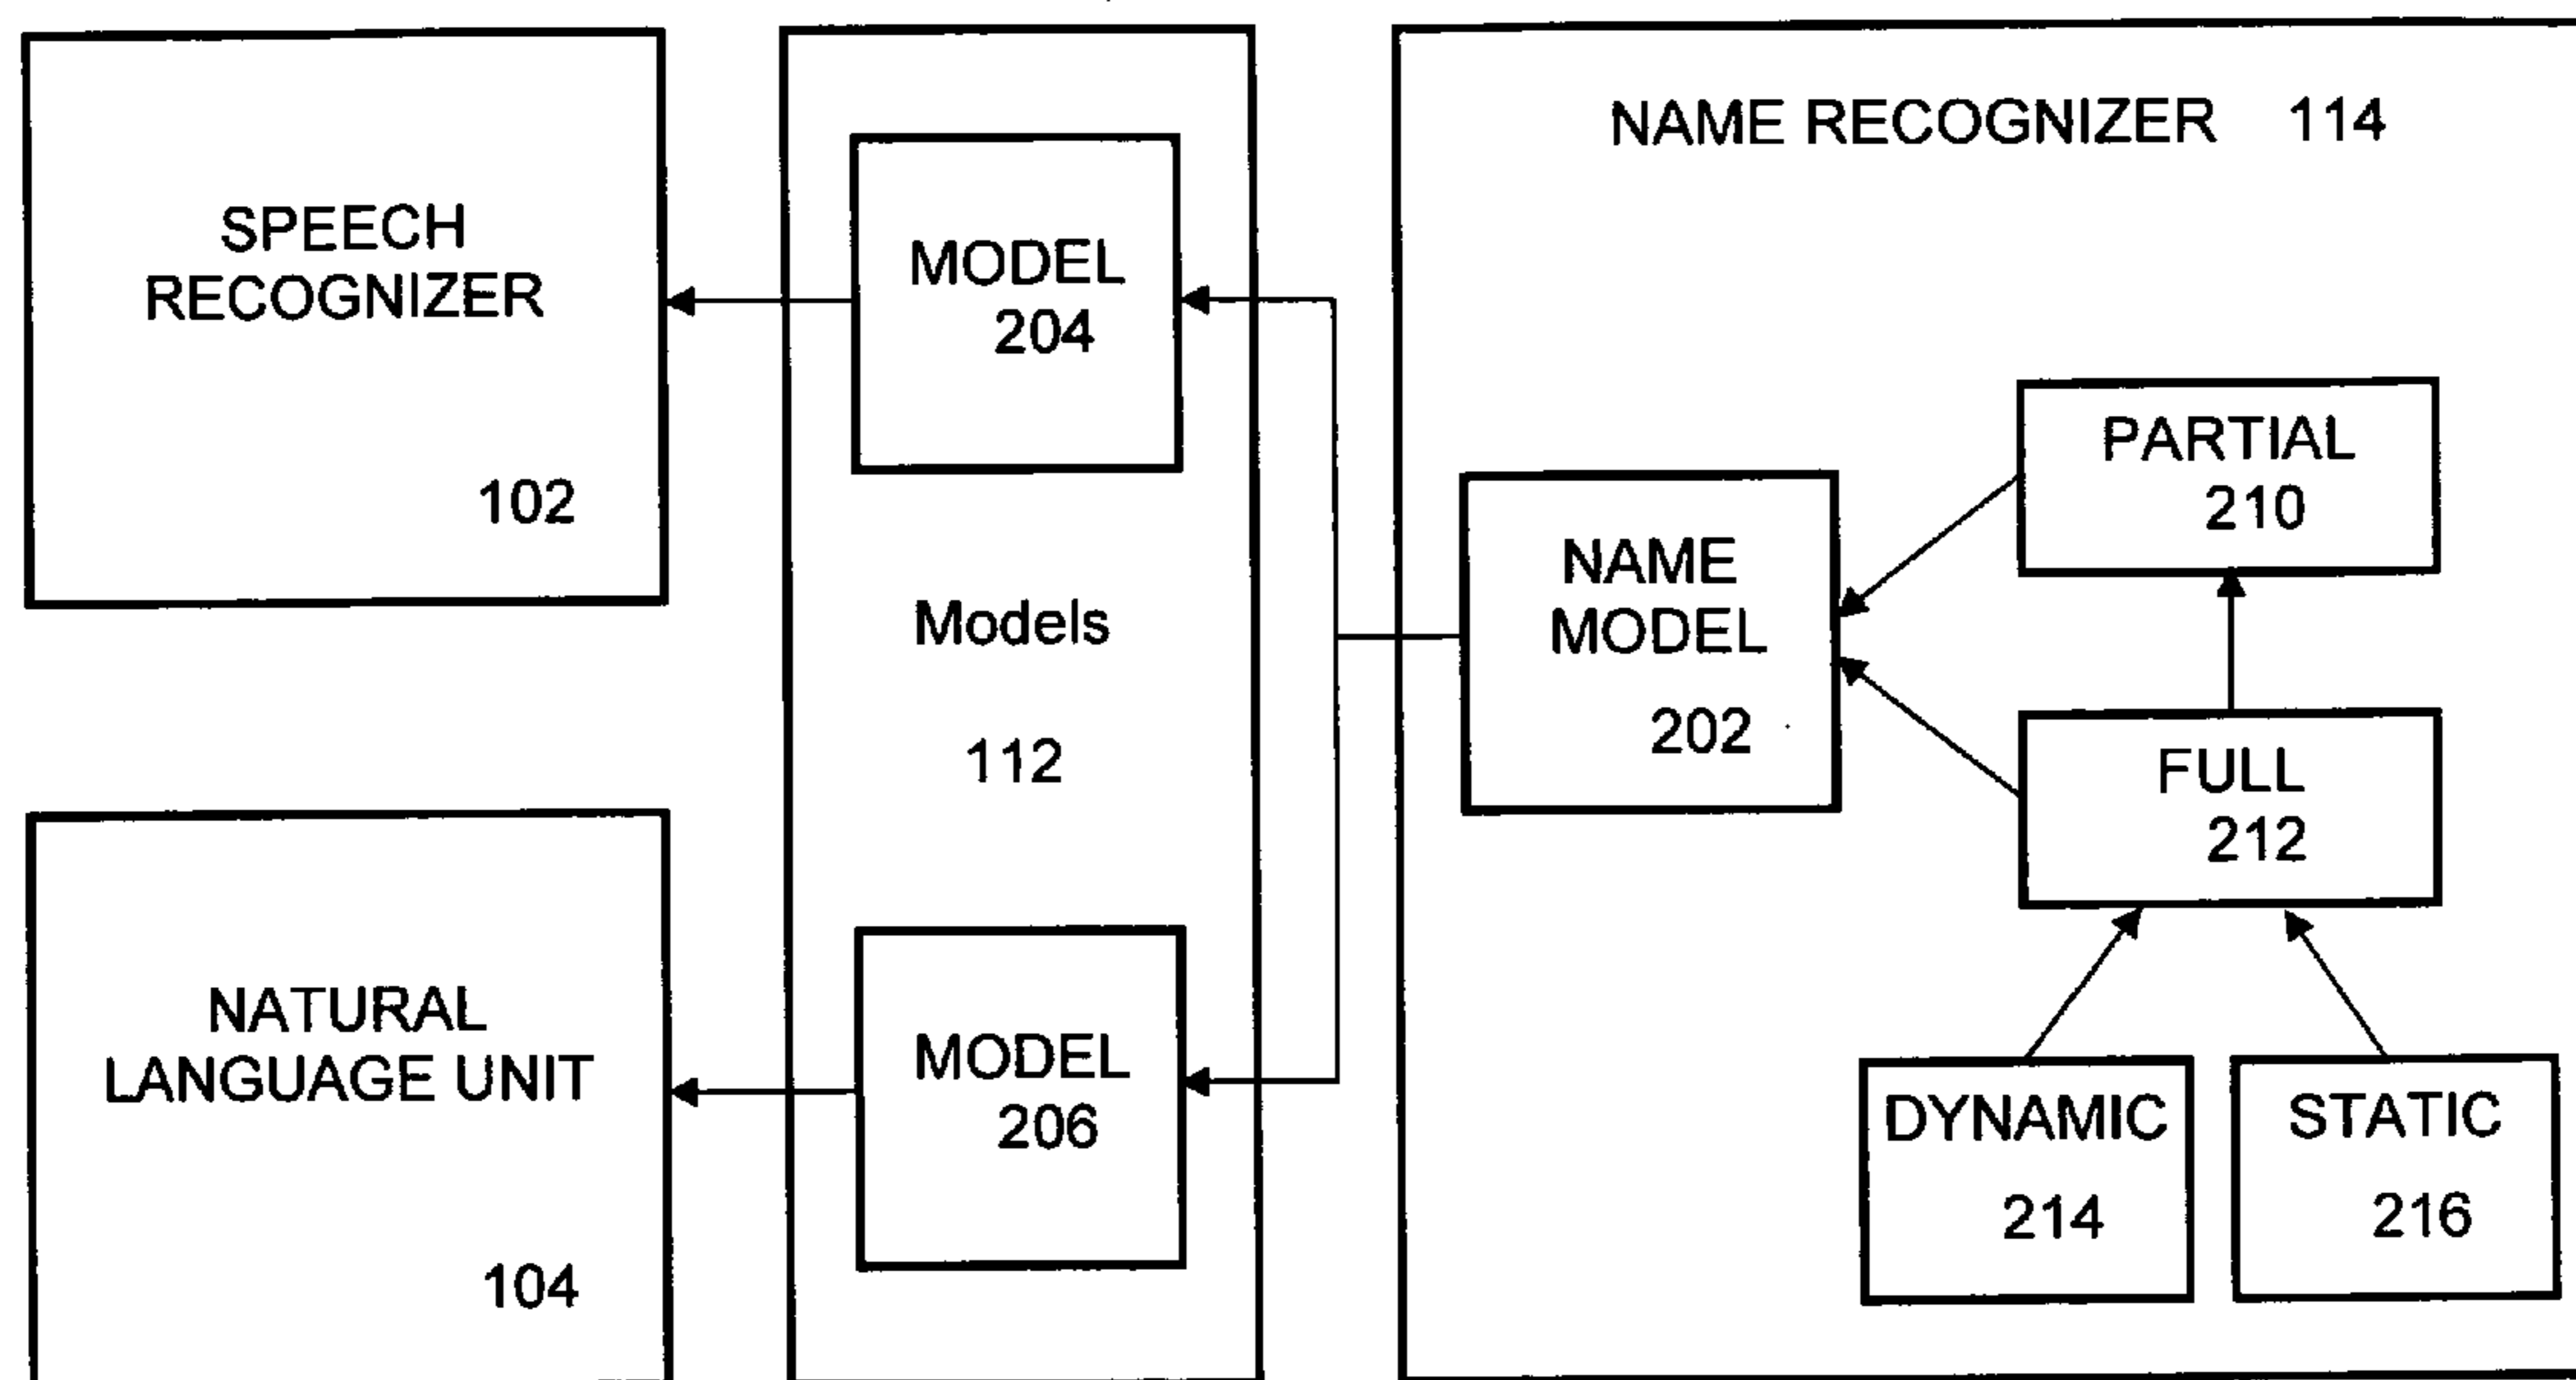 SPEECH
RECOGNIZER
102
NATURAL
LANGUAGE UNIT
104
MODEL
204
Models
112
MODEL
206
NAME RECOGNIZER 114
NAME
MODEL
202
PARTIAL
210
FULL
212
DYNAMIC
214
STATIC
216